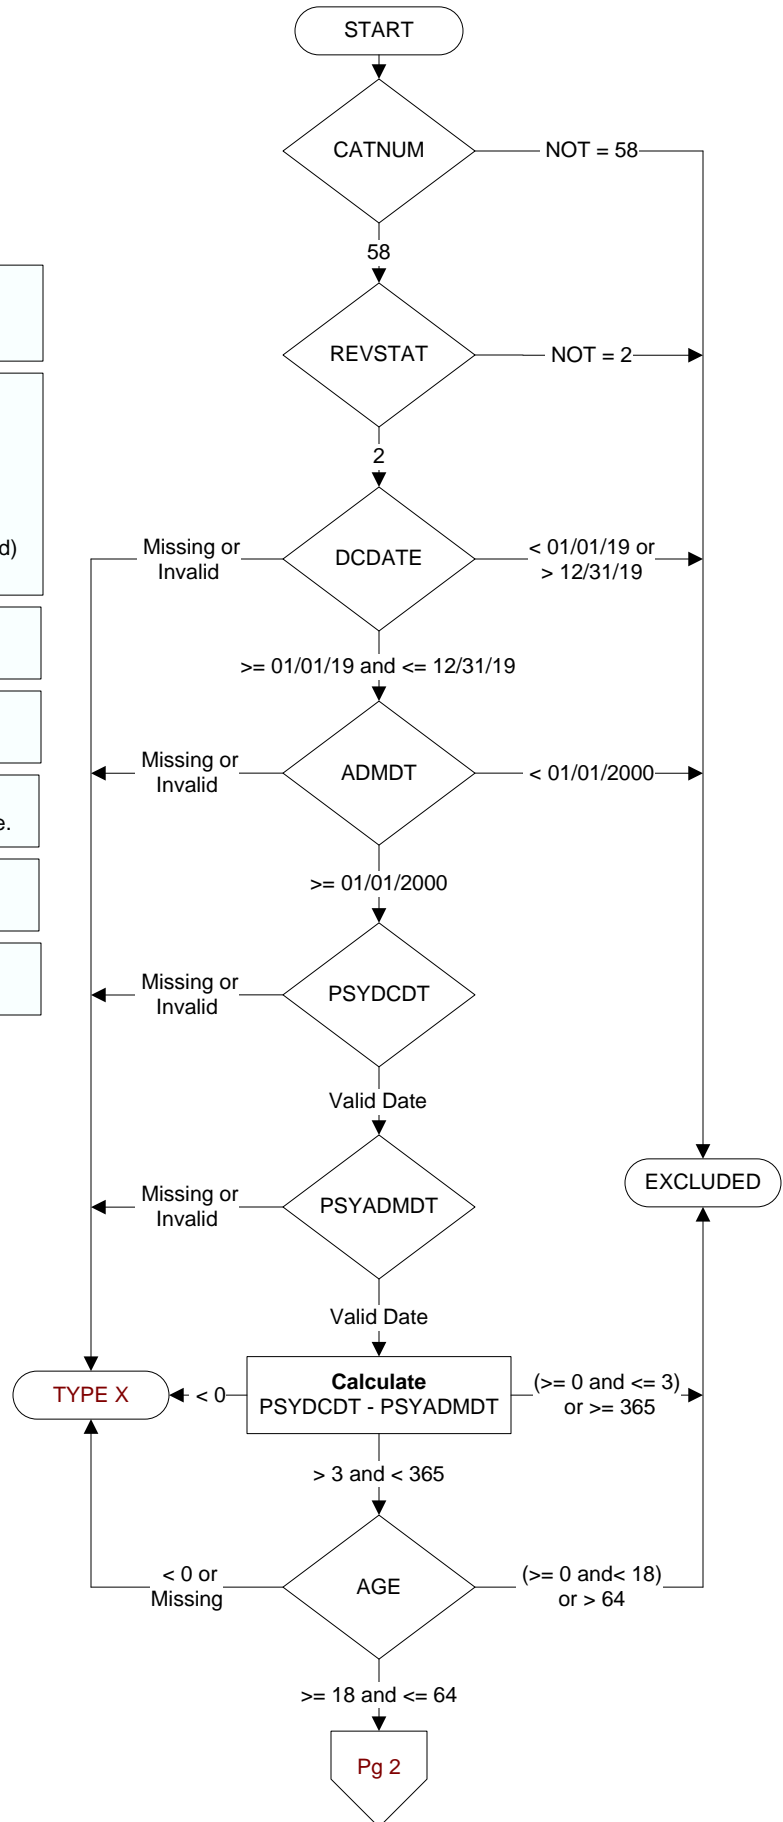 START
CATNUM
NOT = 58
58
REVSTAT
NOT = 2
2
d)
Missing or
Invalid
DCDATE
< 01/01/19 or
> 12/31/19
>= 01/01/19 and <= 12/31/19
Missing or
Invalid
ADMDT
< 01/01/2000
e.
>= 01/01/2000
Missing or
Invalid
PSYDCDT
Valid Date
Missing or
Invalid
PSYADMDT
EXCLUDED
Valid Date
TYPE X
< 0
Calculate
PSYDCDT - PSYADMDT
(>= 0 and <= 3)
or >= 365
> 3 and < 365
< 0 or
Missing
AGE
(>= 0 and< 18)
or > 64
>= 18 and <= 64
Pg 2